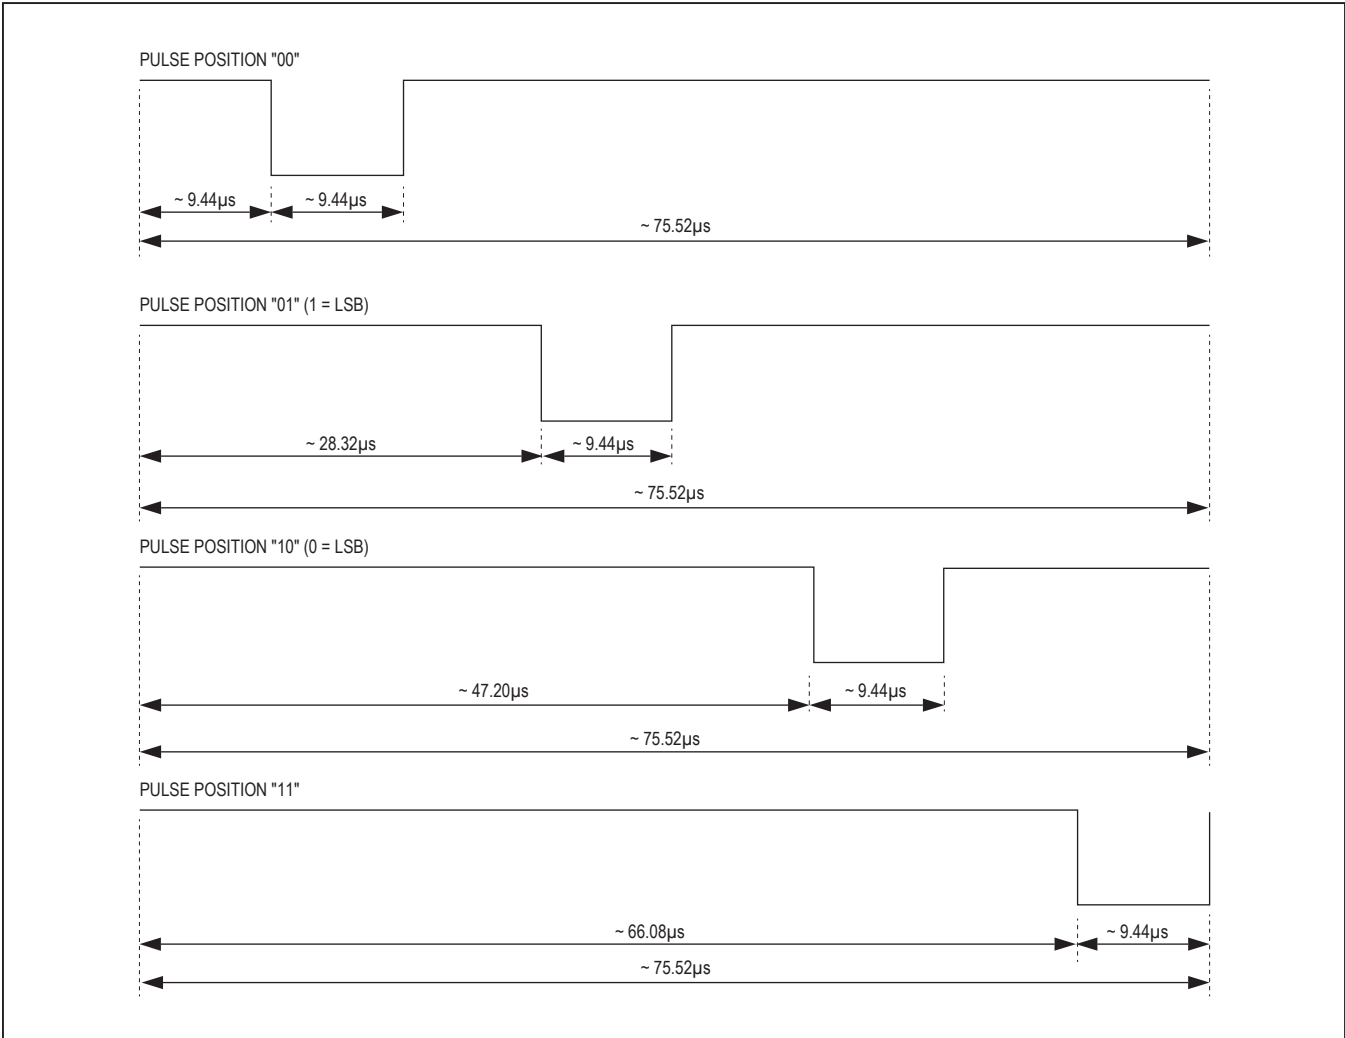 PULSE POSITION "00"
~ 9.44µs ~ 9.44µs
~ 75.52µs
PULSE POSITION "01" (1 = LSB)
~ 28.32µs ~ 9.44µs
~ 75.52µs
PULSE POSITION "10" (0 = LSB)
~ 47.20µs ~ 9.44µs
~ 75.52µs
PULSE POSITION "11"
~ 66.08µs ~ 9.44µs
~ 75.52µs